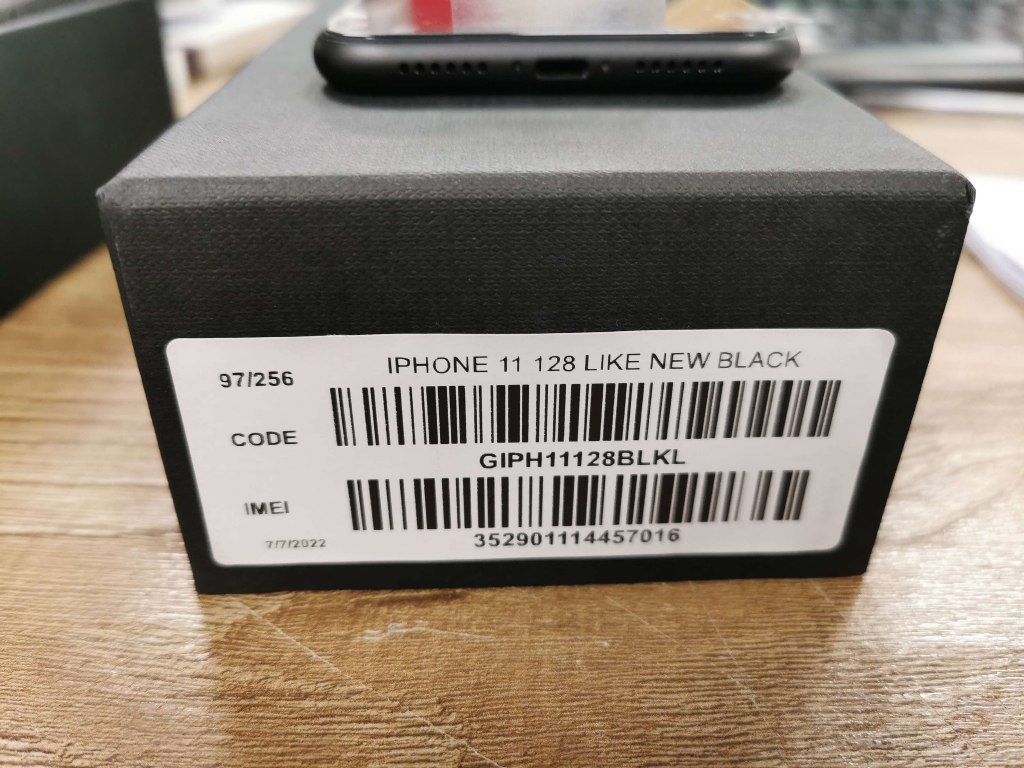 97/256
IPHONE 11 128 LIKE NEW BLACK
CODE
GIPH11128BLKL
IMEI
352901114457016
7/7/2022